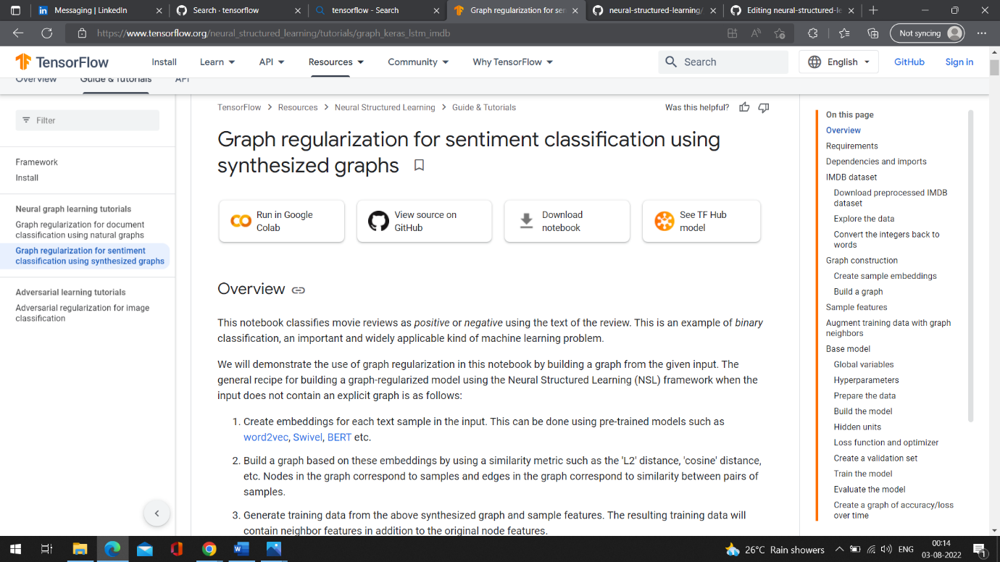 Messaging | LinkedIn
Search · tensorflow
tensorflow - Search
Graph regularization for sen
neural-structured-learning/
Editing neural-structured-le
https://www.tensorflow.org/neural_structured_learning/tutorials/graph_keras_lstm_imdb
Not syncing
TensorFlow
Install
Learn
API
Resources
Community
Why TensorFlow
Search
English
GitHub
Sign in
Overview
Guide & Tutorials
API
Filter
Framework
Install
Neural graph learning tutorials
Graph regularization for document
classification using natural graphs
Graph regularization for sentiment
classification using synthesized graphs
Adversarial learning tutorials
Adversarial regularization for image
classification
TensorFlow > Resources > Neural Structured Learning > Guide & Tutorials
Was this helpful?
Graph regularization for sentiment classification using
synthesized graphs
Run in Google
Colab
View source on
GitHub
Download
notebook
See TF Hub
model
Overview
This notebook classifies movie reviews as positive or negative using the text of the review. This is an example of binary
classification, an important and widely applicable kind of machine learning problem.
We will demonstrate the use of graph regularization in this notebook by building a graph from the given input. The
general recipe for building a graph-regularized model using the Neural Structured Learning (NSL) framework when the
input does not contain an explicit graph is as follows:
1. Create embeddings for each text sample in the input. This can be done using pre-trained models such as
word2vec, Swivel, BERT etc.
2. Build a graph based on these embeddings by using a similarity metric such as the 'L2' distance, 'cosine' distance,
etc. Nodes in the graph correspond to samples and edges in the graph correspond to similarity between pairs of
samples.
3. Generate training data from the above synthesized graph and sample features. The resulting training data will
contain neighbor features in addition to the original node features.
On this page
Overview
Requirements
Dependencies and imports
IMDB dataset
Download preprocessed IMDB
dataset
Explore the data
Convert the integers back to
words
Graph construction
Create sample embeddings
Build a graph
Sample features
Augment training data with graph
neighbors
Base model
Global variables
Hyperparameters
Prepare the data
Build the model
Hidden units
Loss function and optimizer
Create a validation set
Train the model
Evaluate the model
Create a graph of accuracy/loss
over time
26°C Rain showers
ENG
00:14
03-08-2022
1